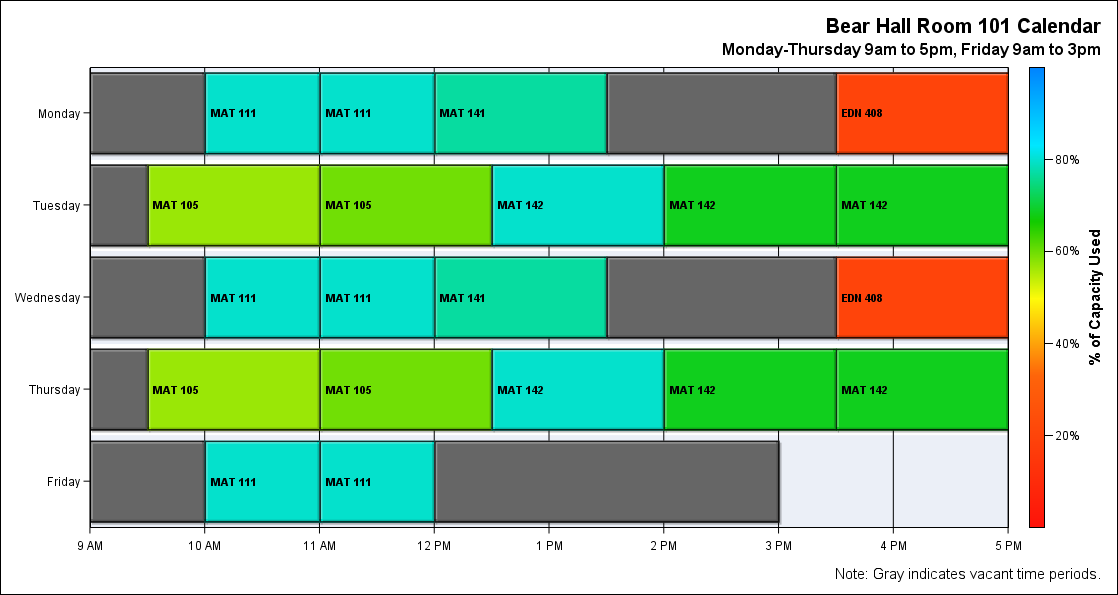 Bear Hall Room 101 Calendar
Monday-Thursday 9am to 5pm, Friday 9am to 3pm
Monday
MAT 111
MAT 111
MAT 141
EDN 408
Tuesday
MAT 105
MAT 105
MAT 142
MAT 142
MAT 142
Wednesday
MAT 111
MAT 111
MAT 141
EDN 408
Thursday
MAT 105
MAT 105
MAT 142
MAT 142
MAT 142
Friday
MAT 111
MAT 111
9 AM
10 AM
11 AM
12 PM
1 PM
2 PM
3 PM
4 PM
5 PM
80%
60%
40%
20%
% of Capacity Used
Note: Gray indicates vacant time periods.